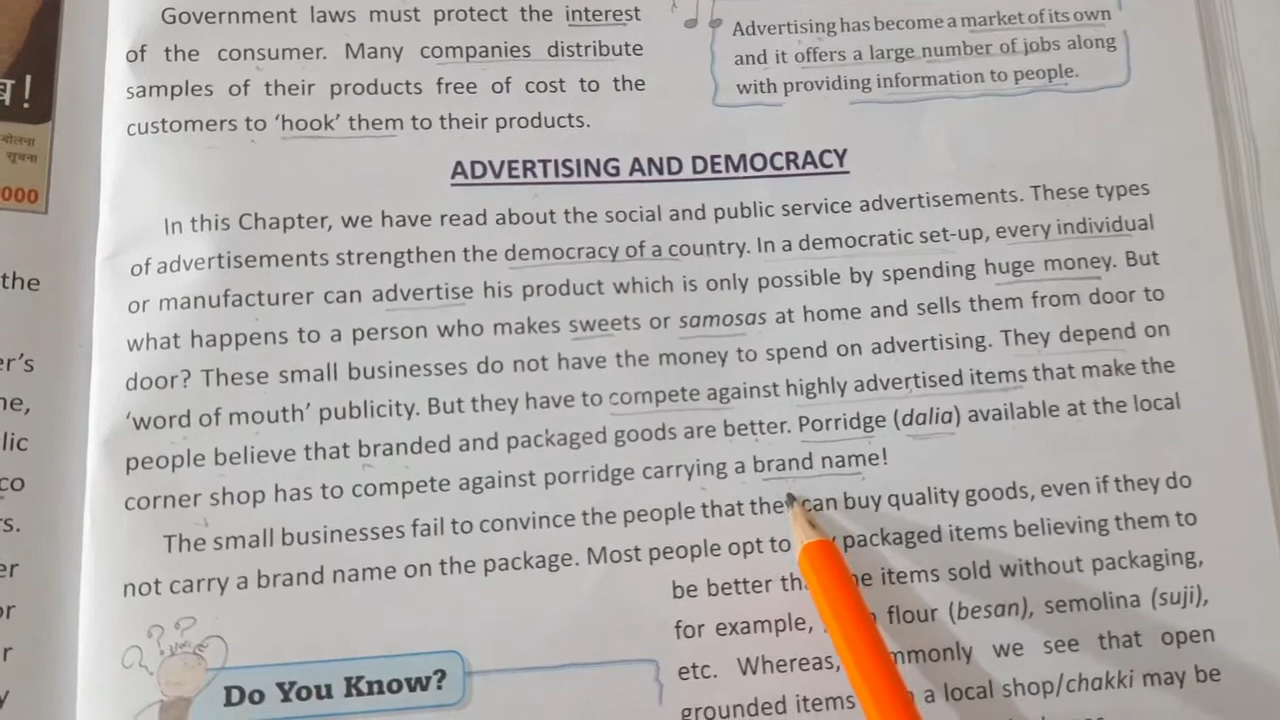 ब!
बोलना
सूचना
000
the
er's
ne,
lic
co
s.
er
or
r
y
Government laws must protect the interest
of the consumer. Many companies distribute
samples of their products free of cost to the
customers to 'hook' them to their products.
Advertising has become a market of its own
and it offers a large number of jobs along
with providing information to people.
ADVERTISING AND DEMOCRACY
In this Chapter, we have read about the social and public service advertisements. These types
of advertisements strengthen the democracy of a country. In a democratic set-up, every individual
or manufacturer can advertise his product which is only possible by spending huge money. But
what happens to a person who makes sweets or samosas at home and sells them from door to
door? These small businesses do not have the money to spend on advertising. They depend on
'word of mouth' publicity. But they have to compete against highly advertised items that make the
people believe that branded and packaged goods are better. Porridge (dalia) available at the local
corner shop has to compete against porridge carrying a brand name!
The small businesses fail to convince the people that they can buy quality goods, even if they do
not carry a brand name on the package. Most people opt to packaged items believing them to
be better items sold without packaging,
for example, flour (besan), semolina (suji),
etc. Whereas, commonly we see that open
grounded items a local shop/chakki may be
???
Do You Know?